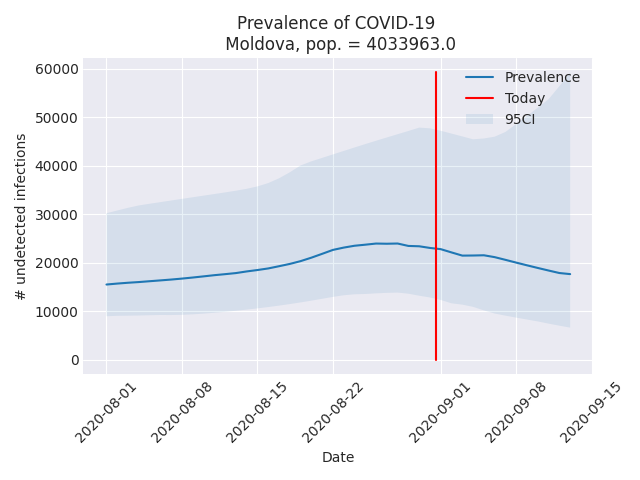 Prevalence of COVID-19
Moldova, pop. = 4033963.0
60000
50000
40000
30000
20000
10000
0
# undetected infections
Prevalence
Today
95CI
2020-08-01
2020-08-08
2020-08-15
2020-08-22
2020-09-01
2020-09-08
2020-09-15
Date